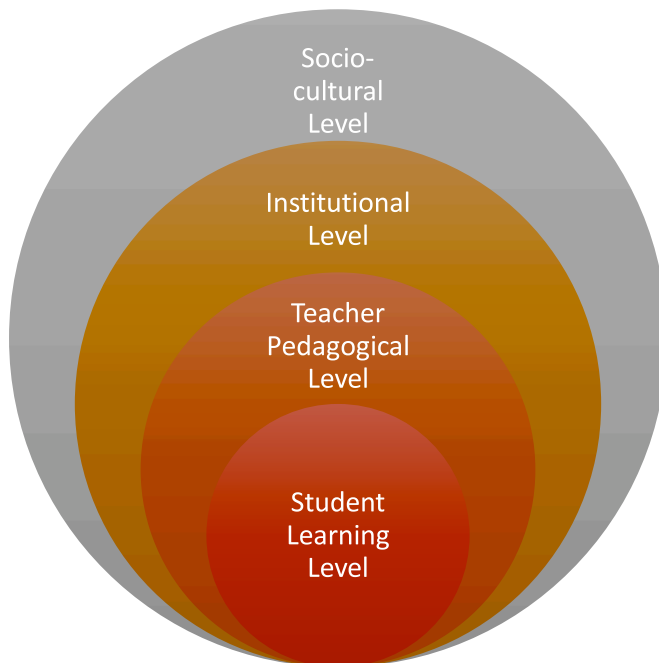 Socio-
cultural
Level
Institutional
Level
Teacher
Pedagogical
Level
Student
Learning
Level